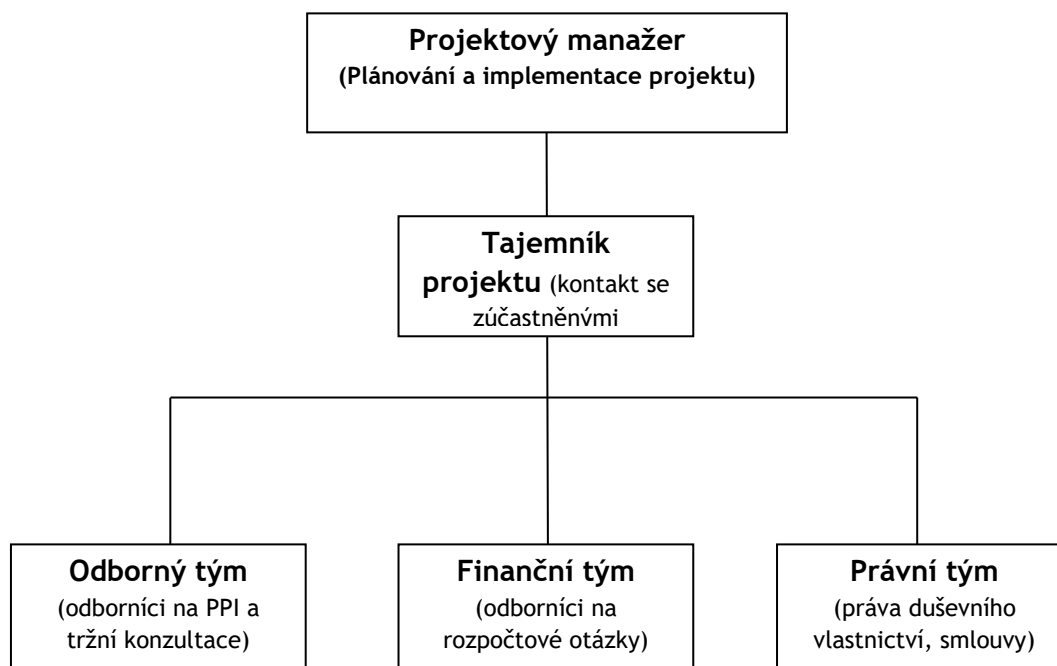 Projektový manažer
(Plánování a implementace projektu)
Tajemník
projektu (kontakt se
zúčastněnými
Odborný tým
(odborníci na PPI a
tržní konzultace)
Finanční tým
(odborníci na
rozpočtové otázky)
Právní tým
(práva duševního
vlastnictví, smlouvy)